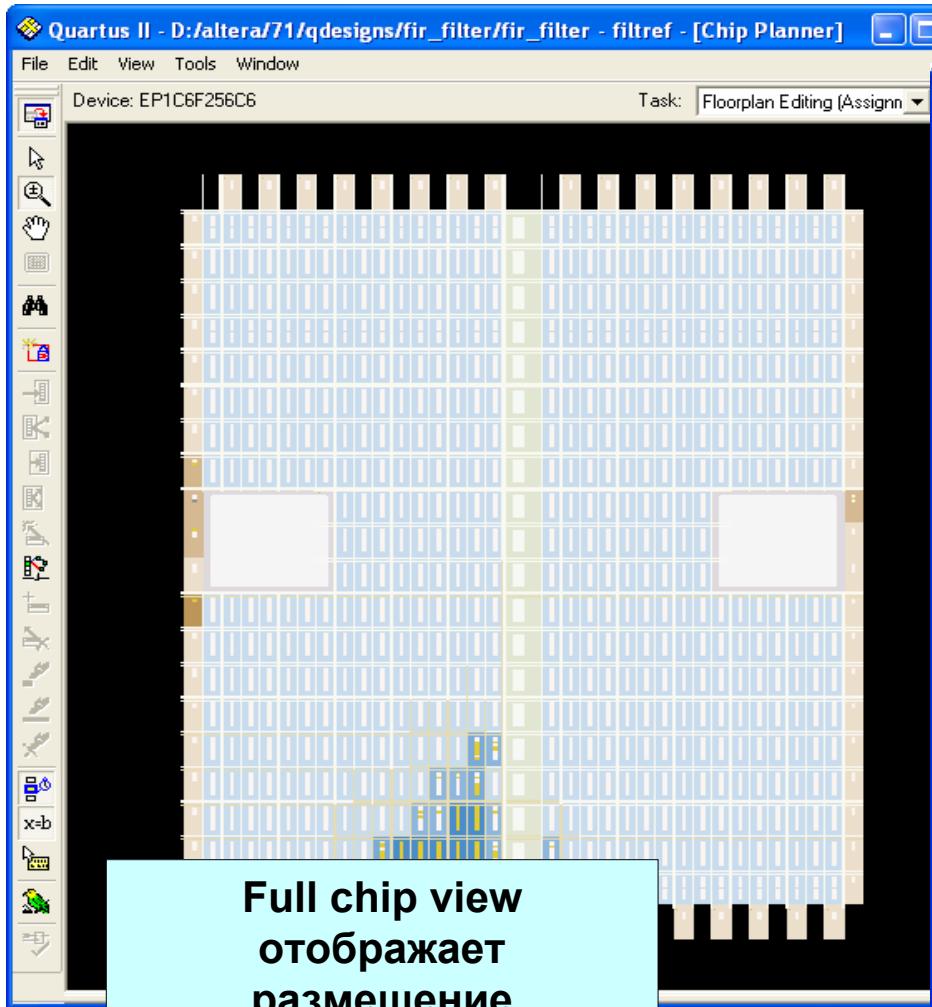 Quartus II - D:/altera/71/qdesigns/fir_filter/fir_filter - filtref - [Chip Planner]
File Edit View Tools Window
Device: EP1C6F256C6 Task: Floorplan Editing (Assignn
x=b
Full chip view
отображает
размещение